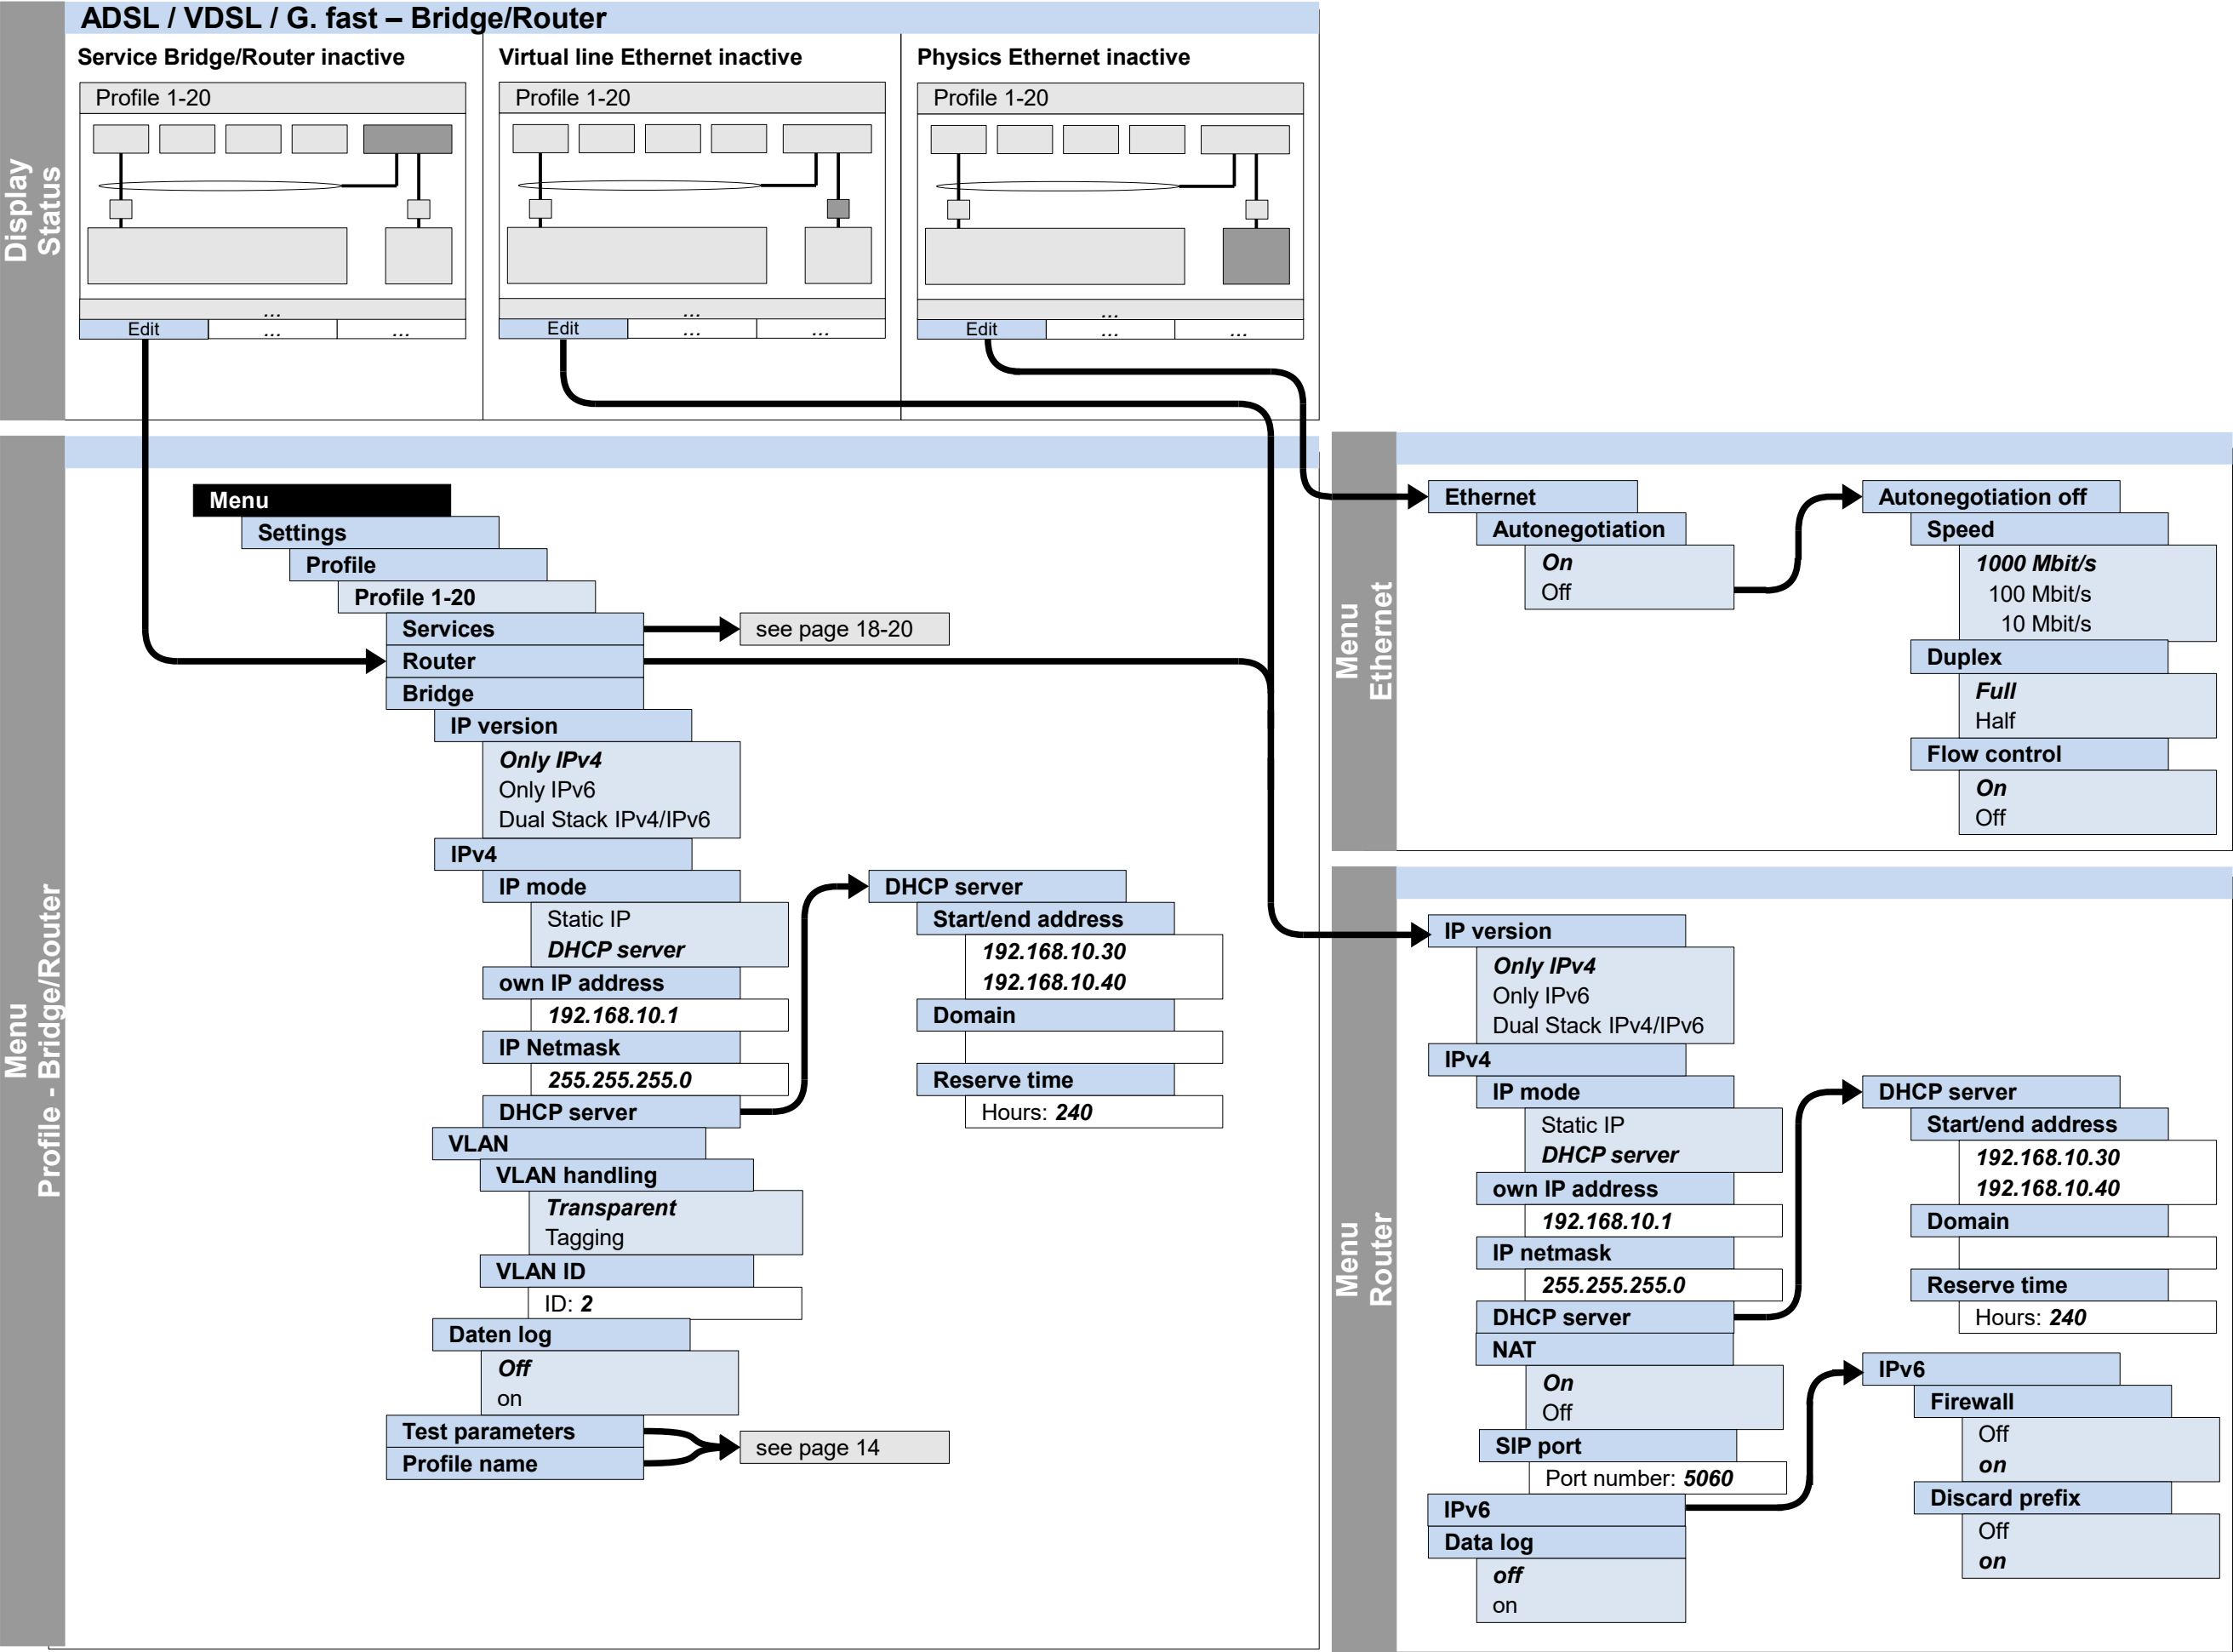 ADSL / VDSL / G. fast – Bridge/Router
Display
Status
Service Bridge/Router inactive
Profile 1-20
...
Edit
...
...
Virtual line Ethernet inactive
Profile 1-20
...
Edit
...
...
Physics Ethernet inactive
Profile 1-20
...
Edit
...
...
Menu
Profile - Bridge/Router
Menu
Settings
Profile
Profile 1-20
Services
see page 18-20
Router
Bridge
IP version
Only IPv4
Only IPv6
Dual Stack IPv4/IPv6
IPv4
IP mode
Static IP
DHCP server
own IP address
192.168.10.1
IP Netmask
255.255.255.0
DHCP server
VLAN
VLAN handling
Transparent
Tagging
VLAN ID
ID: 2
Daten log
Off
on
Test parameters
Profile name
see page 14
DHCP server
Start/end address
192.168.10.30
192.168.10.40
Domain
Reserve time
Hours: 240
Menu
Ethernet
Ethernet
Autonegotiation
On
Off
Autonegotiation off
Speed
1000 Mbit/s
100 Mbit/s
10 Mbit/s
Duplex
Full
Half
Flow control
On
Off
Menu
Router
IP version
Only IPv4
Only IPv6
Dual Stack IPv4/IPv6
IPv4
IP mode
Static IP
DHCP server
own IP address
192.168.10.1
IP netmask
255.255.255.0
DHCP server
NAT
On
Off
SIP port
Port number: 5060
IPv6
Data log
off
on
DHCP server
Start/end address
192.168.10.30
192.168.10.40
Domain
Reserve time
Hours: 240
IPv6
Firewall
Off
on
Discard prefix
Off
on